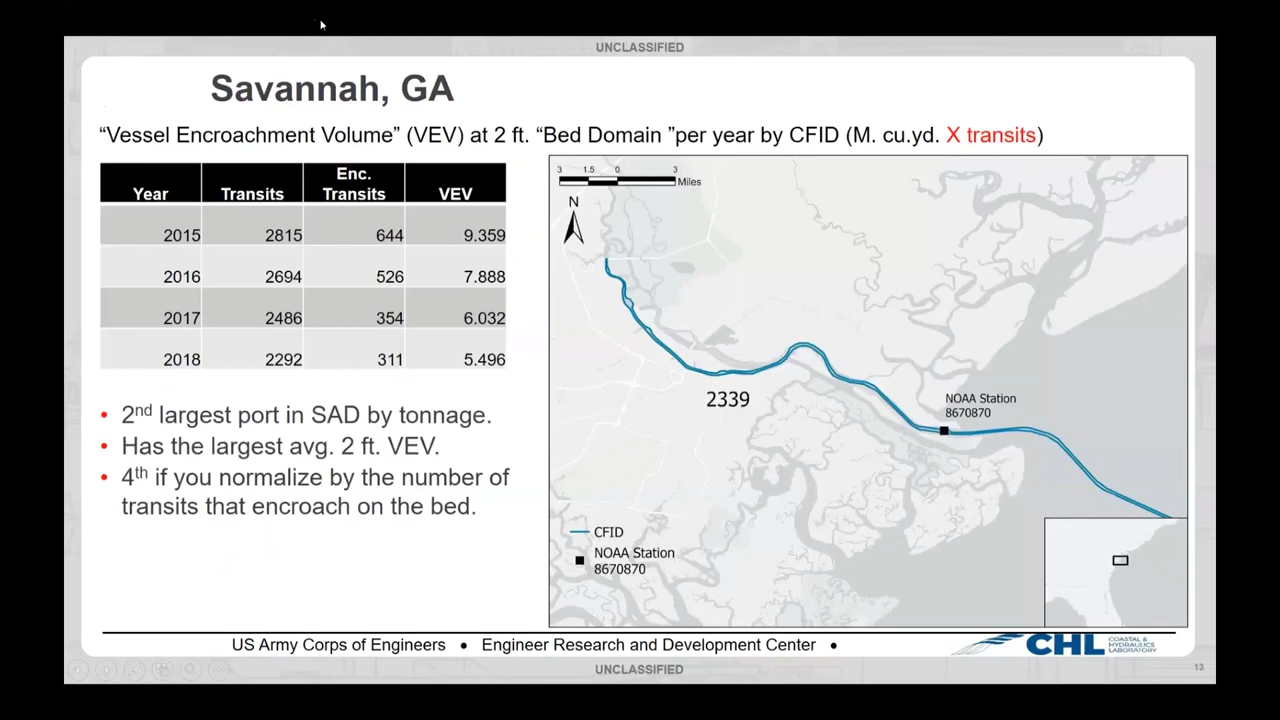 UNCLASSIFIED
Savannah, GA
“Vessel Encroachment Volume” (VEV) at 2 ft. “Bed Domain ”per year by CFID (M. cu.yd. X transits)
Year Transits Enc. Transits VEV
2015 2815 644 9.359
2016 2694 526 7.888
2017 2486 354 6.032
2018 2292 311 5.496
• 2nd largest port in SAD by tonnage.
• Has the largest avg. 2 ft. VEV.
• 4th if you normalize by the number of
transits that encroach on the bed.
3 1.5 0 3
Miles
N
2339
NOAA Station
8670870
CFID
NOAA Station
8670870
US Army Corps of Engineers • Engineer Research and Development Center •
CHL COASTAL &
HYDRAULICS
LABORATORY
UNCLASSIFIED
13